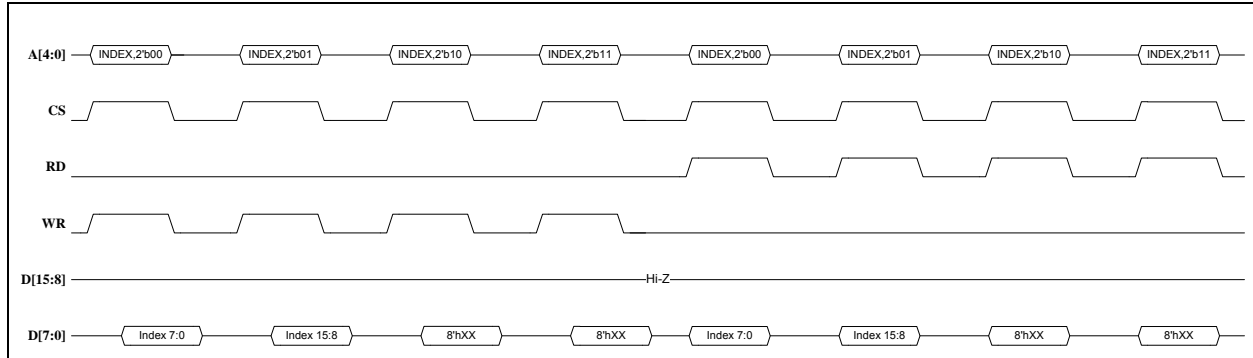 A[4:0] INDEX,2'b00 INDEX,2'b01 INDEX,2'b10 INDEX,2'b11 INDEX,2'b00 INDEX,2'b01 INDEX,2'b10 INDEX,2'b11
CS
RD
WR
D[15:8] Hi-Z
D[7:0] Index 7:0 Index 15:8 8'hXX 8'hXX Index 7:0 Index 15:8 8'hXX 8'hXX